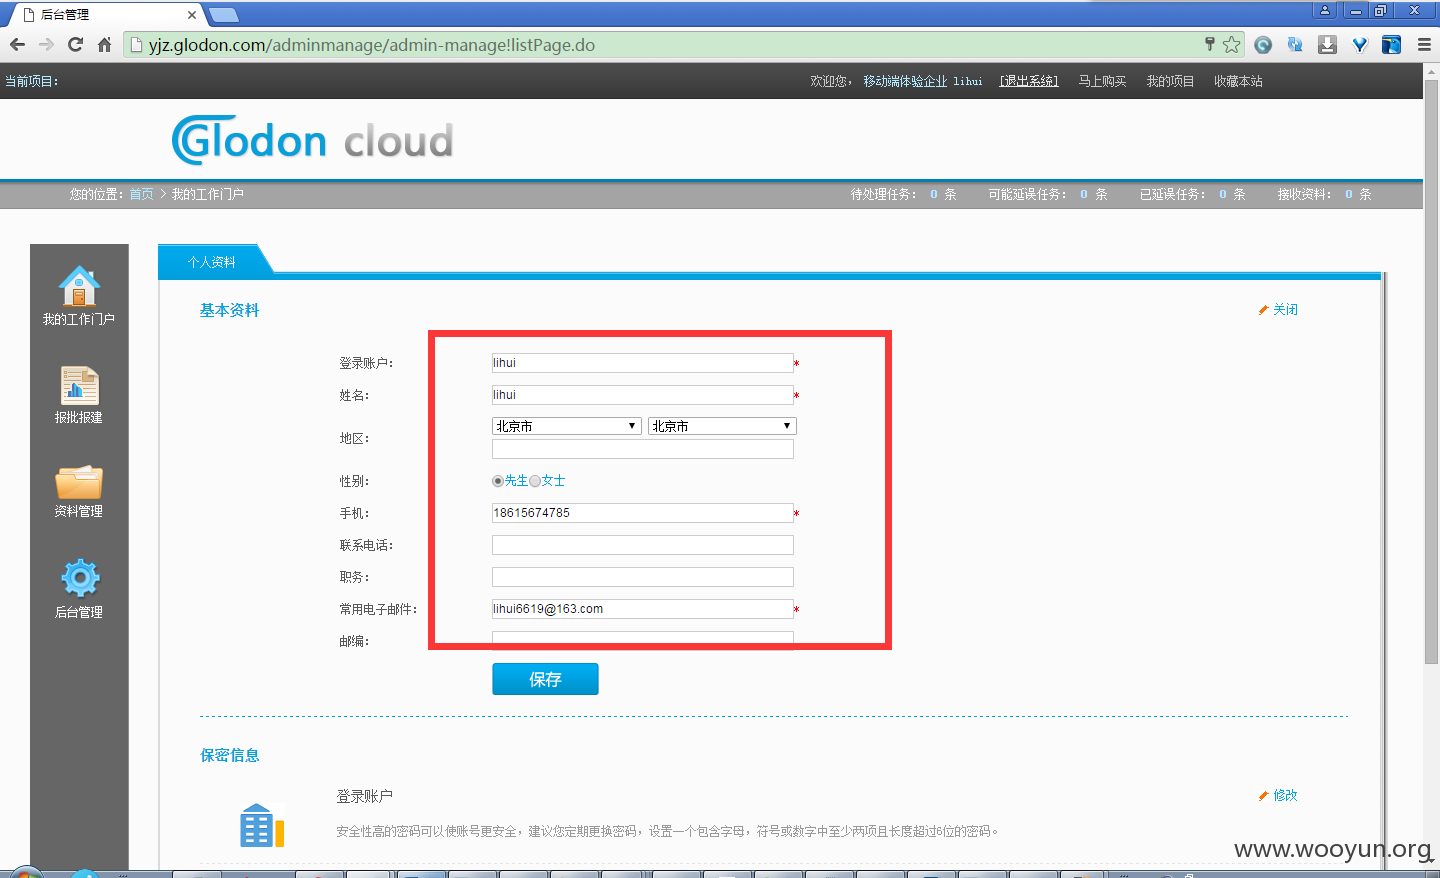 后台管理
yjz.glodon.com/adminmanage/admin-manage!listPage.do
当前项目：
欢迎您， 移动端体验企业 lihui [退出系统] 马上购买 我的项目 收藏本站
Glodon cloud
您的位置：首页 > 我的工作门户
待处理任务： 0 条 可能延误任务： 0 条 已延误任务： 0 条 接收资料： 0 条
我的工作门户
报批报建
资料管理
后台管理
个人资料
基本资料
关闭
登录账户： lihui *
姓名： lihui *
地区： 北京市 北京市
性别： 先生 女士
手机： 18615674785 *
联系电话：
职务：
常用电子邮件： lihui6619@163.com *
邮编：
保存
保密信息
登录账户
修改
安全性高的密码可以使账号更安全，建议您定期更换密码，设置一个包含字母，符号或数字中至少两项且长度超过6位的密码。
www.wooyun.org